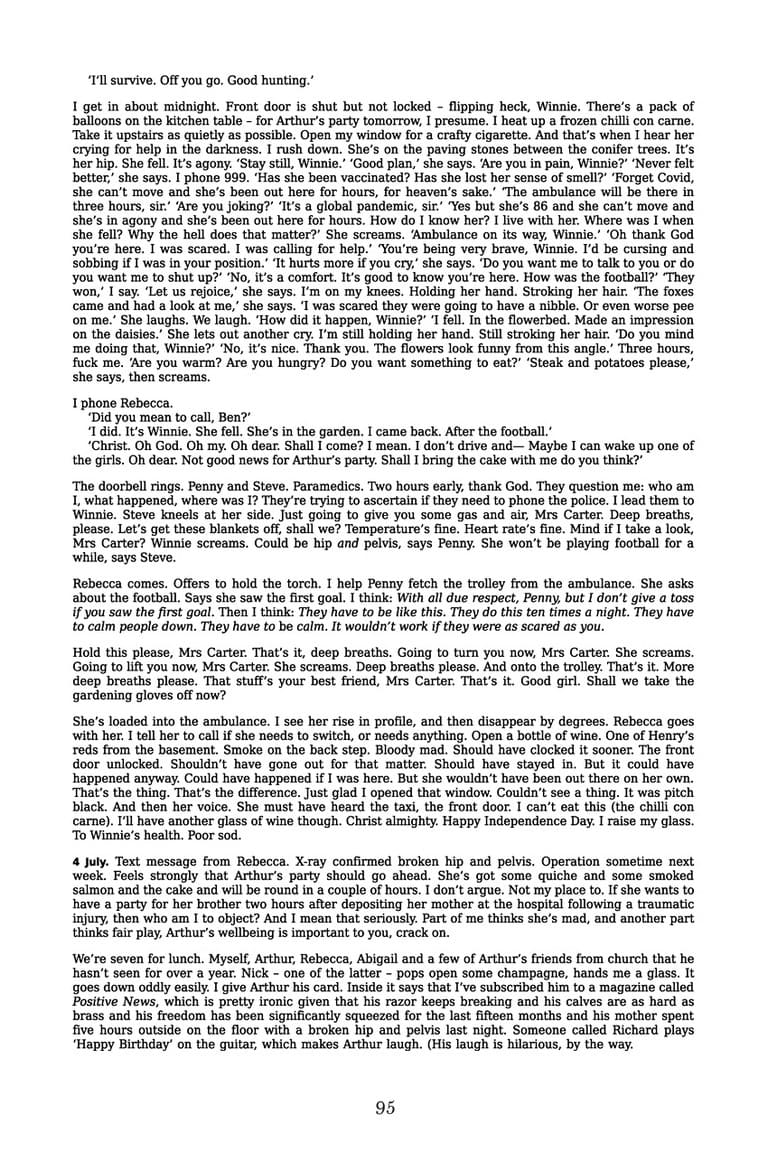 ‘I’ll survive. Off you go. Good hunting.’
I get in about midnight. Front door is shut but not locked – flipping heck, Winnie. There’s a pack of
balloons on the kitchen table – for Arthur’s party tomorrow, I presume. I heat up a frozen chilli con carne.
Take it upstairs as quietly as possible. Open my window for a crafty cigarette. And that’s when I hear her
crying for help in the darkness. I rush down. She’s on the paving stones between the conifer trees. It’s
her hip. She fell. It’s agony. ‘Stay still, Winnie.’ ‘Good plan,’ she says. ‘Are you in pain, Winnie?’ ‘Never felt
better,’ she says. I phone 999. ‘Has she been vaccinated? Has she lost her sense of smell?’ ‘Forget Covid,
she can’t move and she’s been out here for hours, for heaven’s sake.’ ‘The ambulance will be there in
three hours, sir.’ ‘Are you joking?’ ‘It’s a global pandemic, sir.’ ‘Yes but she’s 86 and she can’t move and
she’s in agony and she’s been out here for hours. How do I know her? I live with her. Where was I when
she fell? Why the hell does that matter?’ She screams. ‘Ambulance on its way, Winnie.’ ‘Oh thank God
you’re here. I was scared. I was calling for help.’ ‘You’re being very brave, Winnie. I’d be cursing and
sobbing if I was in your position.’ ‘It hurts more if you cry,’ she says. ‘Do you want me to talk to you or do
you want me to shut up?’ ‘No, it’s a comfort. It’s good to know you’re here. How was the football?’ ‘They
won,’ I say. ‘Let us rejoice,’ she says. I’m on my knees. Holding her hand. Stroking her hair. ‘The foxes
came and had a look at me,’ she says. ‘I was scared they were going to have a nibble. Or even worse pee
on me.’ She laughs. We laugh. ‘How did it happen, Winnie?’ ‘I fell. In the flowerbed. Made an impression
on the daisies.’ She lets out another cry. I’m still holding her hand. Still stroking her hair. ‘Do you mind
me doing that, Winnie?’ ‘No, it’s nice. Thank you. The flowers look funny from this angle.’ Three hours,
fuck me. ‘Are you warm? Are you hungry? Do you want something to eat?’ ‘Steak and potatoes please,’
she says, then screams.
I phone Rebecca.
‘Did you mean to call, Ben?’
‘I did. It’s Winnie. She fell. She’s in the garden. I came back. After the football.’
‘Christ. Oh God. Oh my. Oh dear. Shall I come? I mean. I don’t drive and— Maybe I can wake up one of
the girls. Oh dear. Not good news for Arthur’s party. Shall I bring the cake with me do you think?’
The doorbell rings. Penny and Steve. Paramedics. Two hours early, thank God. They question me: who am
I, what happened, where was I? They’re trying to ascertain if they need to phone the police. I lead them to
Winnie. Steve kneels at her side. Just going to give you some gas and air, Mrs Carter. Deep breaths,
please. Let’s get these blankets off, shall we? Temperature’s fine. Heart rate’s fine. Mind if I take a look,
Mrs Carter? Winnie screams. Could be hip and pelvis, says Penny. She won’t be playing football for a
while, says Steve.
Rebecca comes. Offers to hold the torch. I help Penny fetch the trolley from the ambulance. She asks
about the football. Says she saw the first goal. I think: With all due respect, Penny, but I don’t give a toss
if you saw the first goal. Then I think: They have to be like this. They do this ten times a night. They have
to calm people down. They have to be calm. It wouldn’t work if they were as scared as you.
Hold this please, Mrs Carter. That’s it, deep breaths. Going to turn you now, Mrs Carter. She screams.
Going to lift you now, Mrs Carter. She screams. Deep breaths please. And onto the trolley. That’s it. More
deep breaths please. That stuff’s your best friend, Mrs Carter. That’s it. Good girl. Shall we take the
gardening gloves off now?
She’s loaded into the ambulance. I see her rise in profile, and then disappear by degrees. Rebecca goes
with her. I tell her to call if she needs to switch, or needs anything. Open a bottle of wine. One of Henry’s
reds from the basement. Smoke on the back step. Bloody mad. Should have clocked it sooner. The front
door unlocked. Shouldn’t have gone out for that matter. Should have stayed in. But it could have
happened anyway. Could have happened if I was here. But she wouldn’t have been out there on her own.
That’s the thing. That’s the difference. Just glad I opened that window. Couldn’t see a thing. It was pitch
black. And then her voice. She must have heard the taxi, the front door. I can’t eat this (the chilli con
carne). I’ll have another glass of wine though. Christ almighty. Happy Independence Day. I raise my glass.
To Winnie’s health. Poor sod.
4 July. Text message from Rebecca. X-ray confirmed broken hip and pelvis. Operation sometime next
week. Feels strongly that Arthur’s party should go ahead. She’s got some quiche and some smoked
salmon and the cake and will be round in a couple of hours. I don’t argue. Not my place to. If she wants to
have a party for her brother two hours after depositing her mother at the hospital following a traumatic
injury, then who am I to object? And I mean that seriously. Part of me thinks she’s mad, and another part
thinks fair play, Arthur’s wellbeing is important to you, crack on.
We’re seven for lunch. Myself, Arthur, Rebecca, Abigail and a few of Arthur’s friends from church that he
hasn’t seen for over a year. Nick – one of the latter – pops open some champagne, hands me a glass. It
goes down oddly easily. I give Arthur his card. Inside it says that I’ve subscribed him to a magazine called
Positive News, which is pretty ironic given that his razor keeps breaking and his calves are as hard as
brass and his freedom has been significantly squeezed for the last fifteen months and his mother spent
five hours outside on the floor with a broken hip and pelvis last night. Someone called Richard plays
‘Happy Birthday’ on the guitar, which makes Arthur laugh. (His laugh is hilarious, by the way.
95